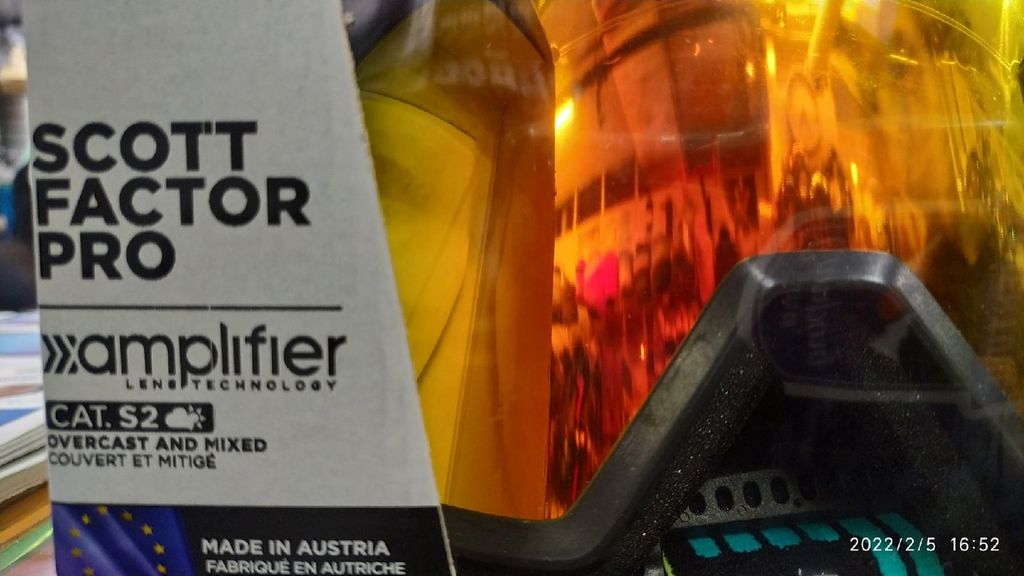 SCOTT
FACTOR
PRO
amplifier
LENS TECHNOLOGY
CAT. S2
OVERCAST AND MIXED
COUVERT ET MITIGÉ
MADE IN AUSTRIA
FABRIQUÉ EN AUTRICHE
2022/2/5 16:52